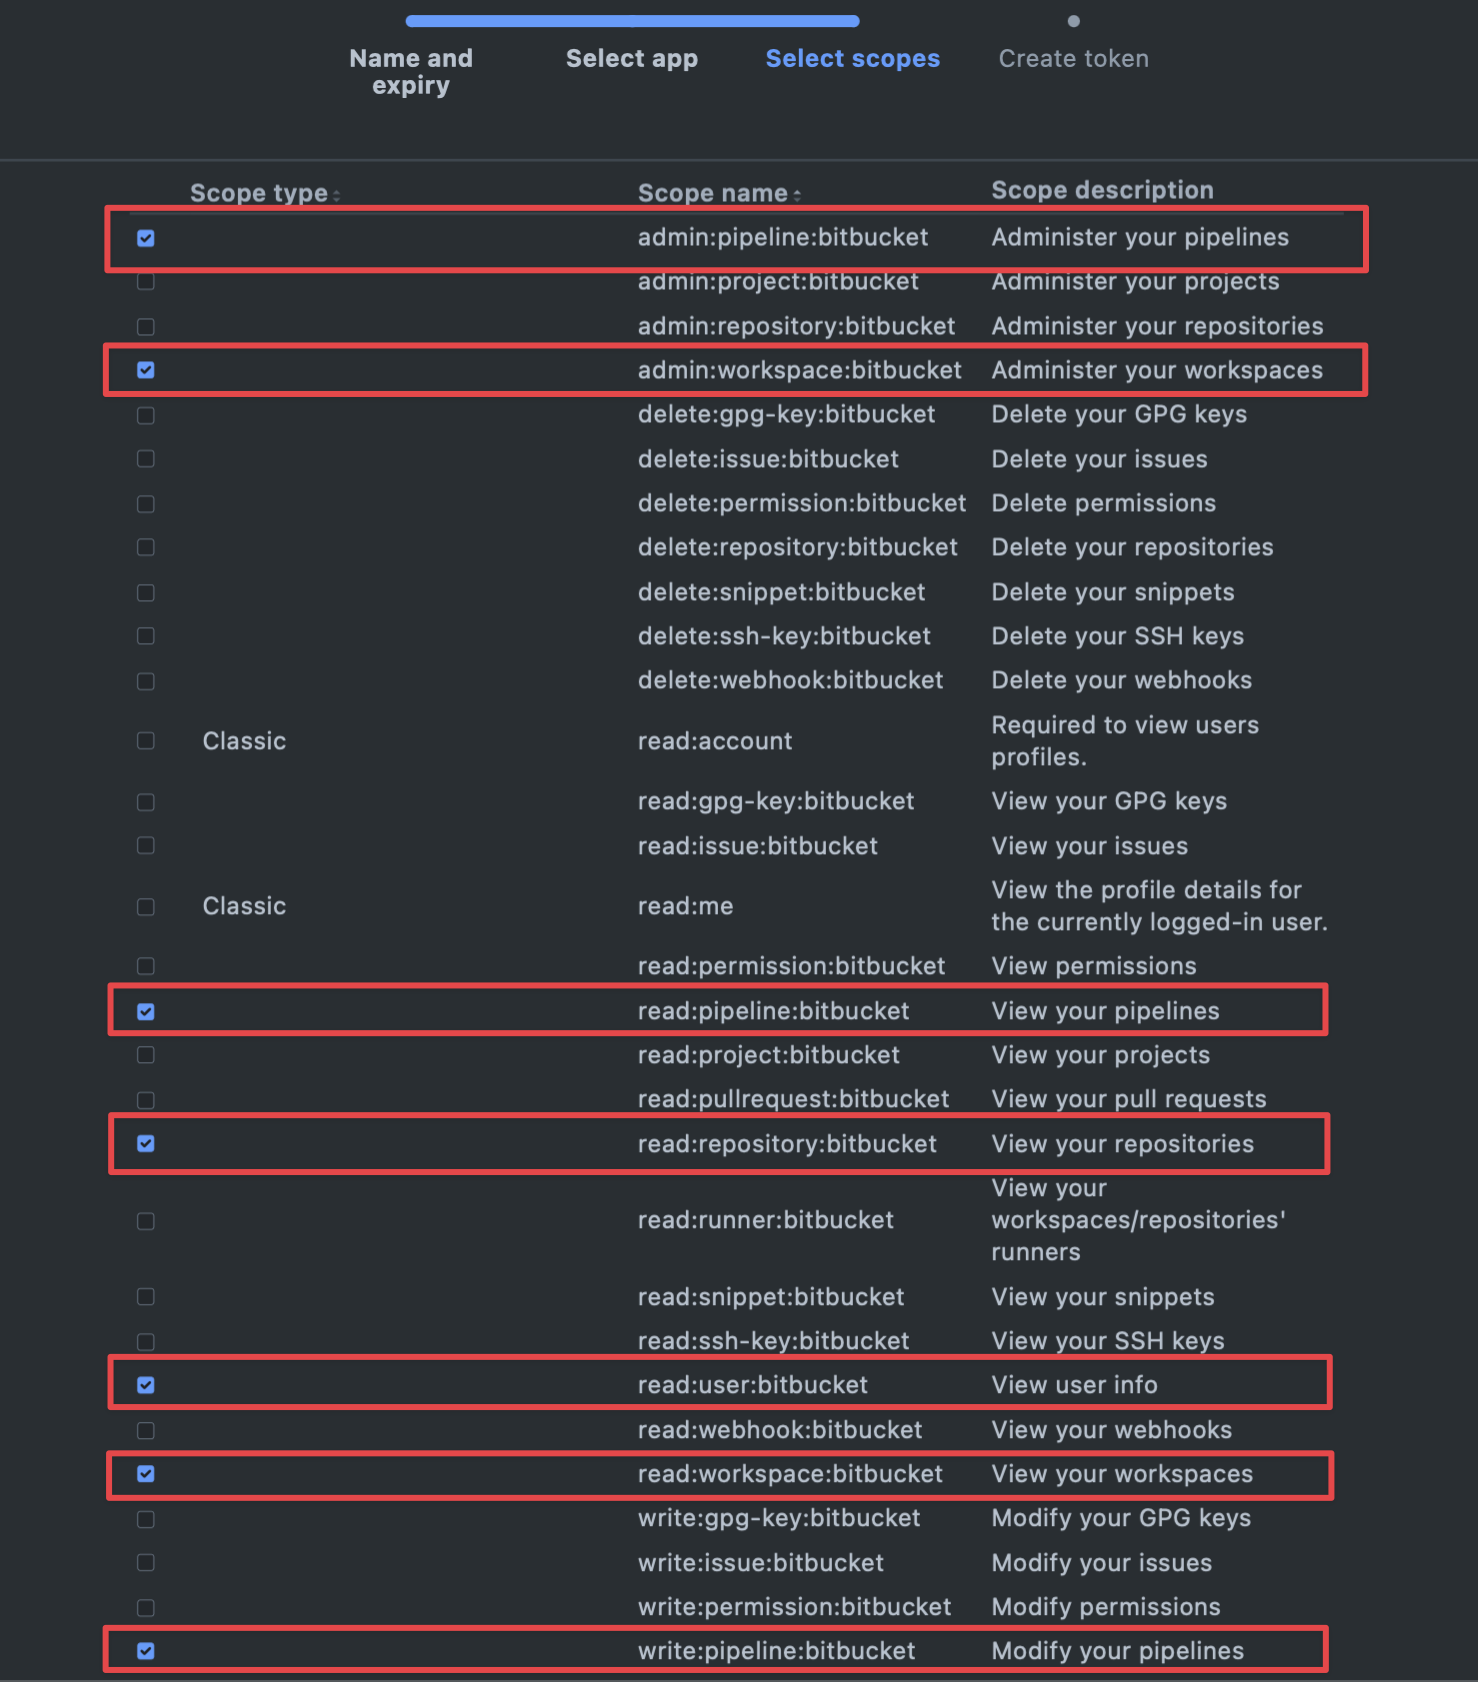 Name and
expiry
Select app
Select scopes
Create token
Scope type Scope name Scope description
admin:pipeline:bitbucket Administer your pipelines
admin:project:bitbucket Administer your projects
admin:repository:bitbucket Administer your repositories
admin:workspace:bitbucket Administer your workspaces
delete:gpg-key:bitbucket Delete your GPG keys
delete:issue:bitbucket Delete your issues
delete:permission:bitbucket Delete permissions
delete:repository:bitbucket Delete your repositories
delete:snippet:bitbucket Delete your snippets
delete:ssh-key:bitbucket Delete your SSH keys
delete:webhook:bitbucket Delete your webhooks
Classic read:account Required to view users
profiles.
read:gpg-key:bitbucket View your GPG keys
read:issue:bitbucket View your issues
Classic read:me View the profile details for
the currently logged-in user.
read:permission:bitbucket View permissions
read:pipeline:bitbucket View your pipelines
read:project:bitbucket View your projects
read:pullrequest:bitbucket View your pull requests
read:repository:bitbucket View your repositories
read:runner:bitbucket View your
workspaces/repositories'
runners
read:snippet:bitbucket View your snippets
read:ssh-key:bitbucket View your SSH keys
read:user:bitbucket View user info
read:webhook:bitbucket View your webhooks
read:workspace:bitbucket View your workspaces
write:gpg-key:bitbucket Modify your GPG keys
write:issue:bitbucket Modify your issues
write:permission:bitbucket Modify permissions
write:pipeline:bitbucket Modify your pipelines